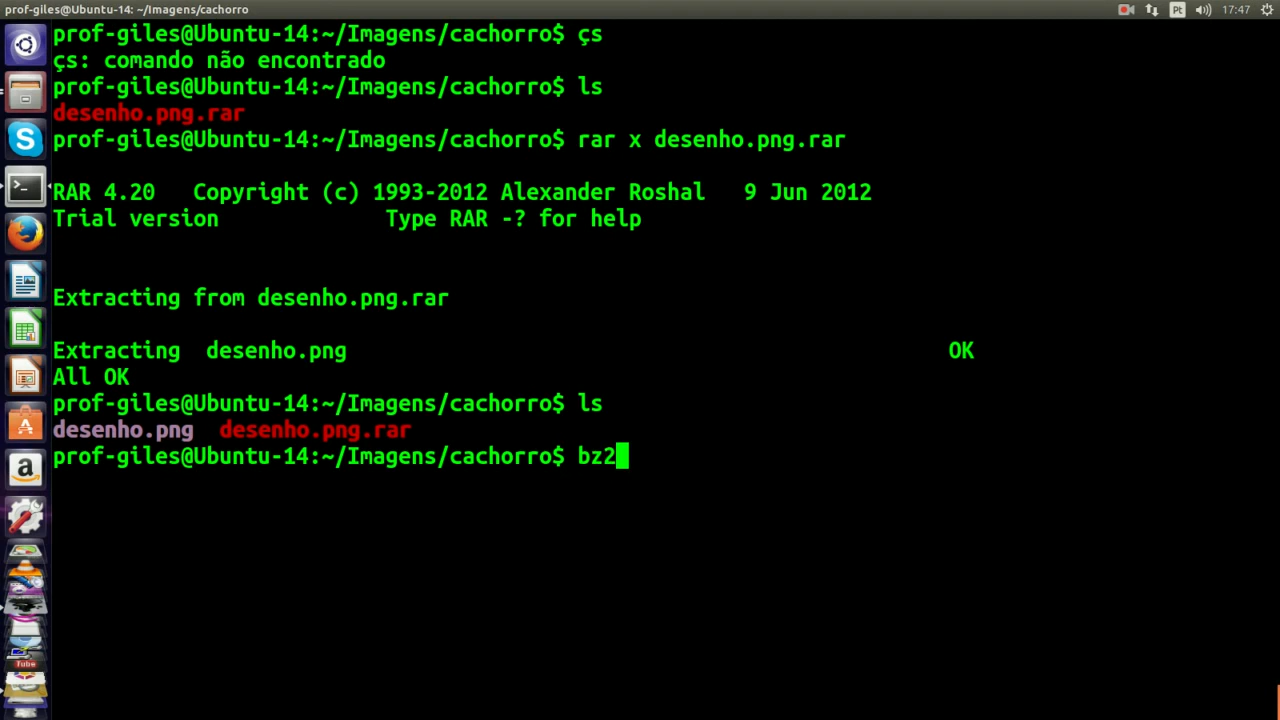 prof-giles@Ubuntu-14: ~/Imagens/cachorro
Pt
17:47
prof-giles@Ubuntu-14:~/Imagens/cachorro$ çs
çs: comando não encontrado
prof-giles@Ubuntu-14:~/Imagens/cachorro$ ls
desenho.png.rar
prof-giles@Ubuntu-14:~/Imagens/cachorro$ rar x desenho.png.rar
RAR 4.20   Copyright (c) 1993-2012 Alexander Roshal   9 Jun 2012
Trial version             Type RAR -? for help
Extracting from desenho.png.rar
Extracting  desenho.png                                               OK
All OK
prof-giles@Ubuntu-14:~/Imagens/cachorro$ ls
desenho.png  desenho.png.rar
prof-giles@Ubuntu-14:~/Imagens/cachorro$ bz2
Tube